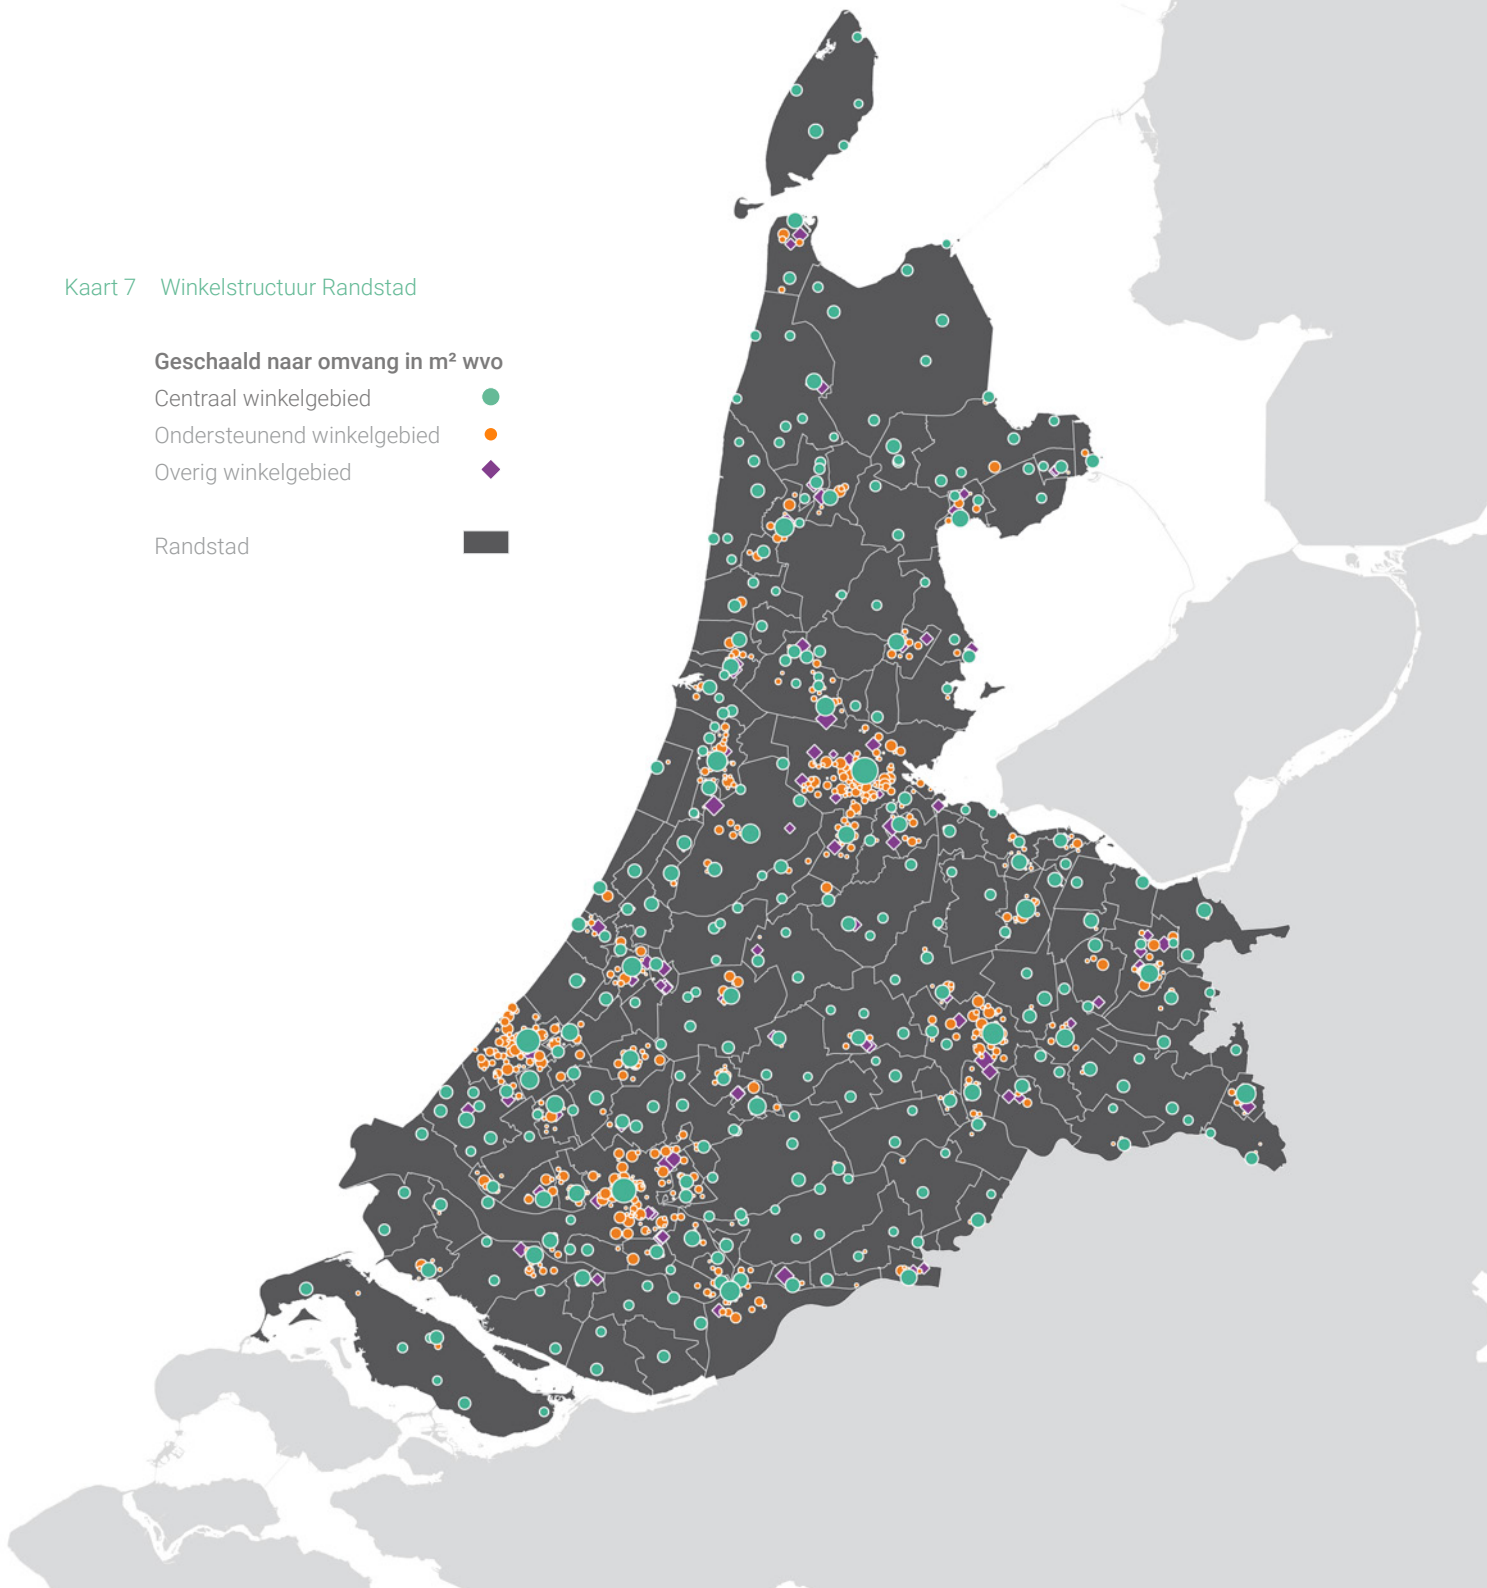 Kaart 7 Winkelstructuur Randstad
Geschaald naar omvang in m² wvo
Centraal winkelgebied
Ondersteunend winkelgebied
Overig winkelgebied
Randstad